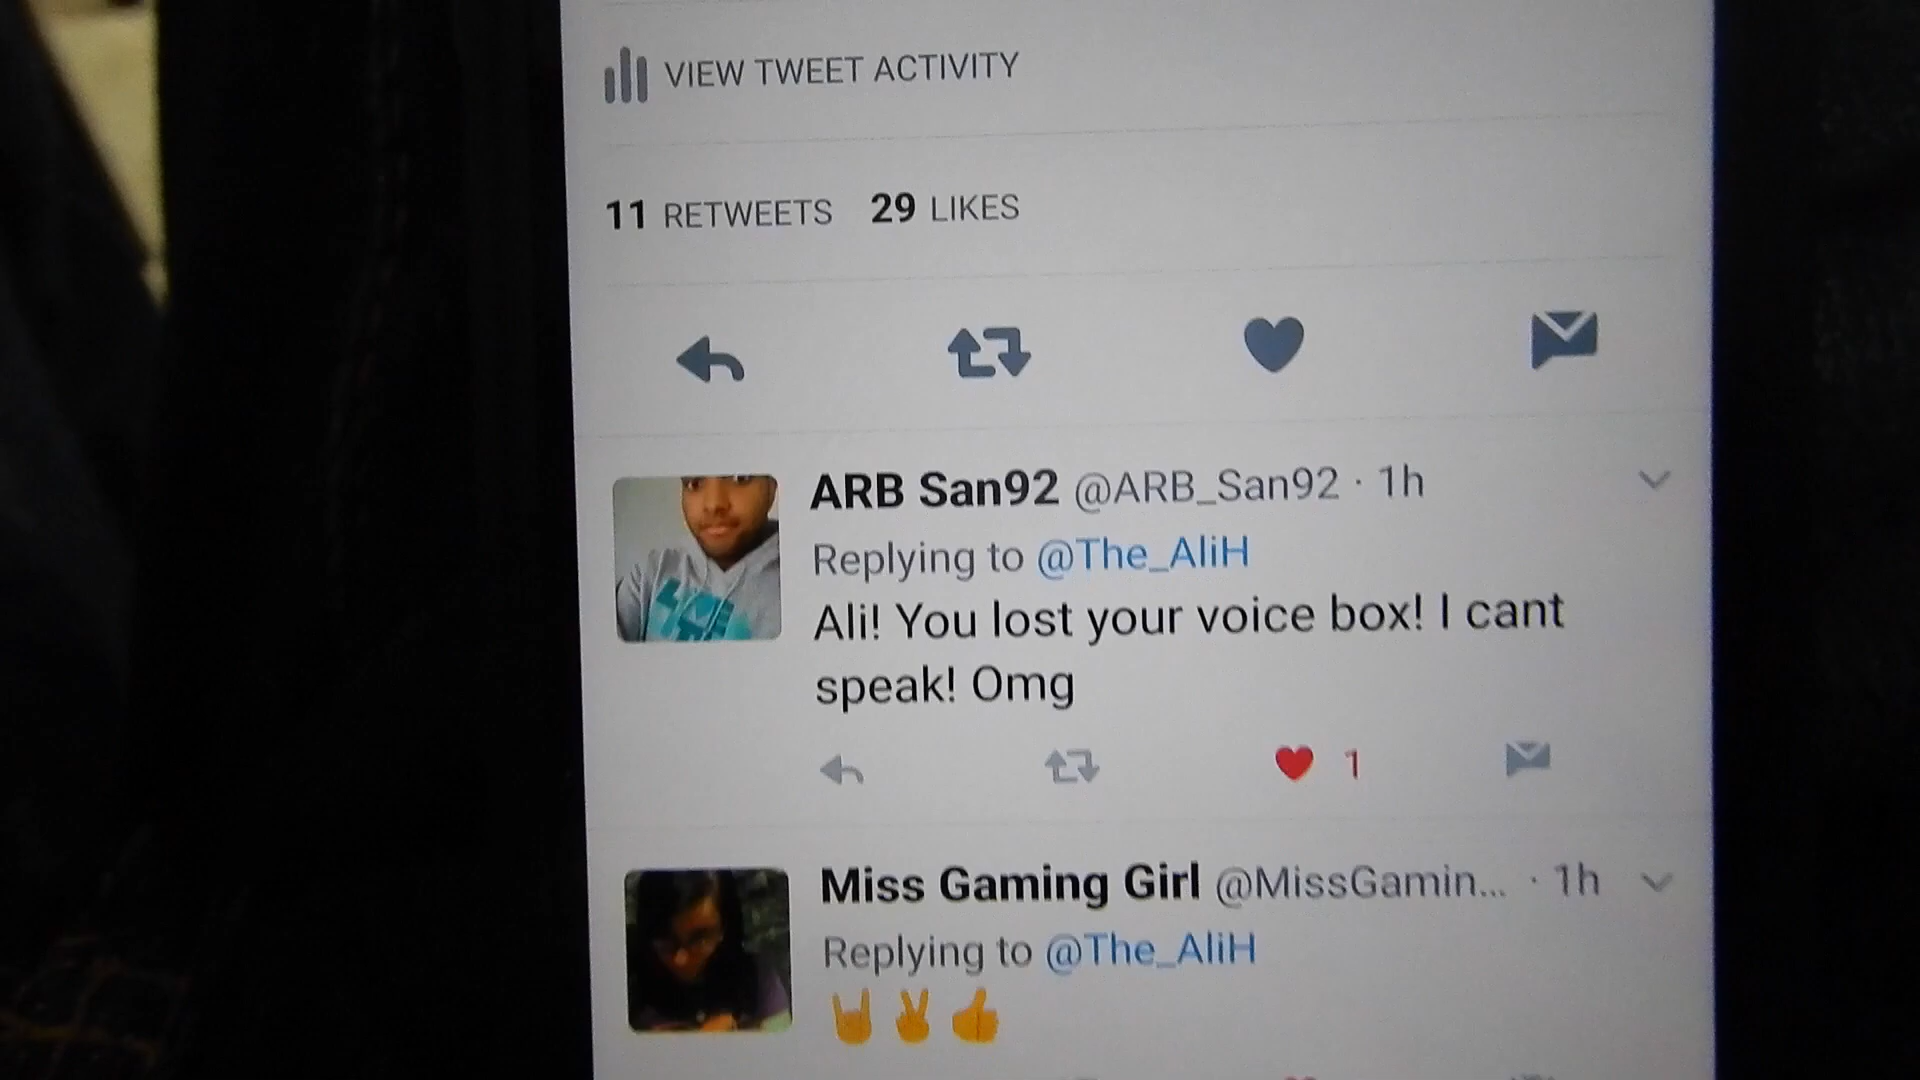 VIEW TWEET ACTIVITY
11 RETWEETS 29 LIKES
ARB San92 @ARB_San92 · 1h
Replying to @The_AliH
Ali! You lost your voice box! I cant
speak! Omg
1
Miss Gaming Girl @MissGamin... · 1h
Replying to @The_AliH
🤘✌👍